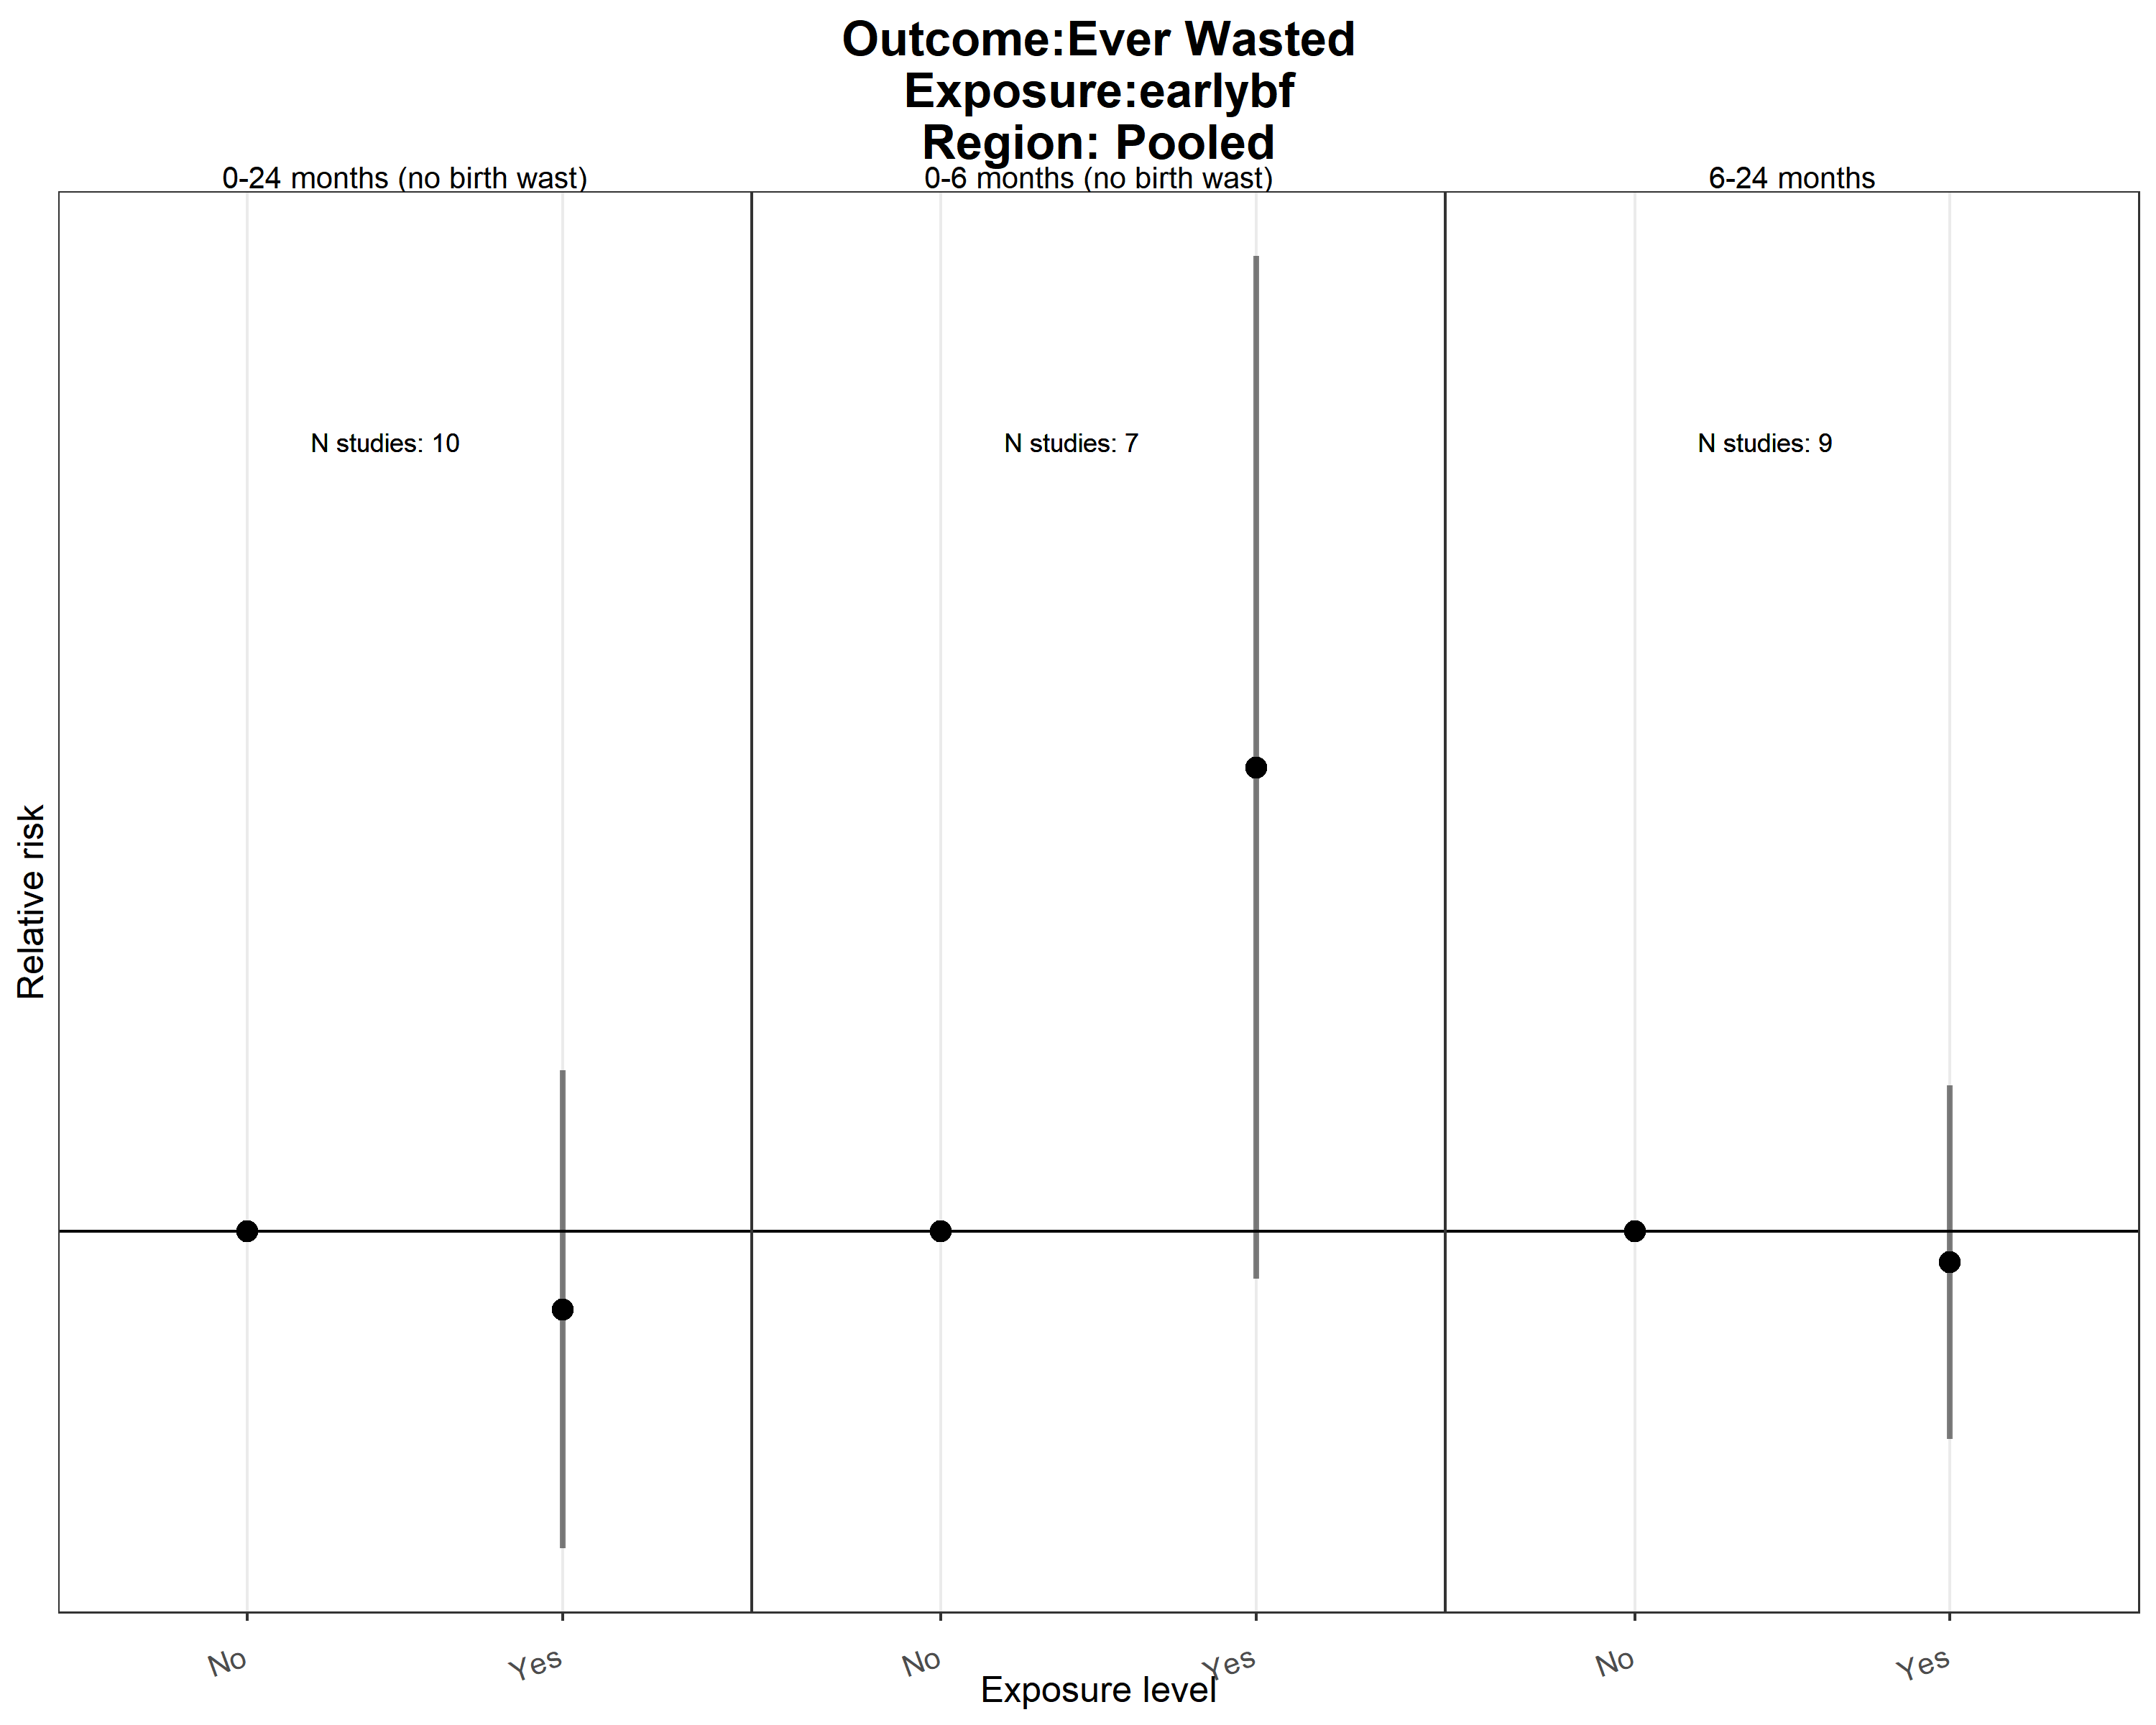 Outcome:Ever Wasted
Exposure:earlybf
Region: Pooled
0-24 months (no birth wast)
0-6 months (no birth wast)
6-24 months
N studies: 10
N studies: 7
N studies: 9
Relative risk
No
Yes
No
Yes
No
Yes
Exposure level